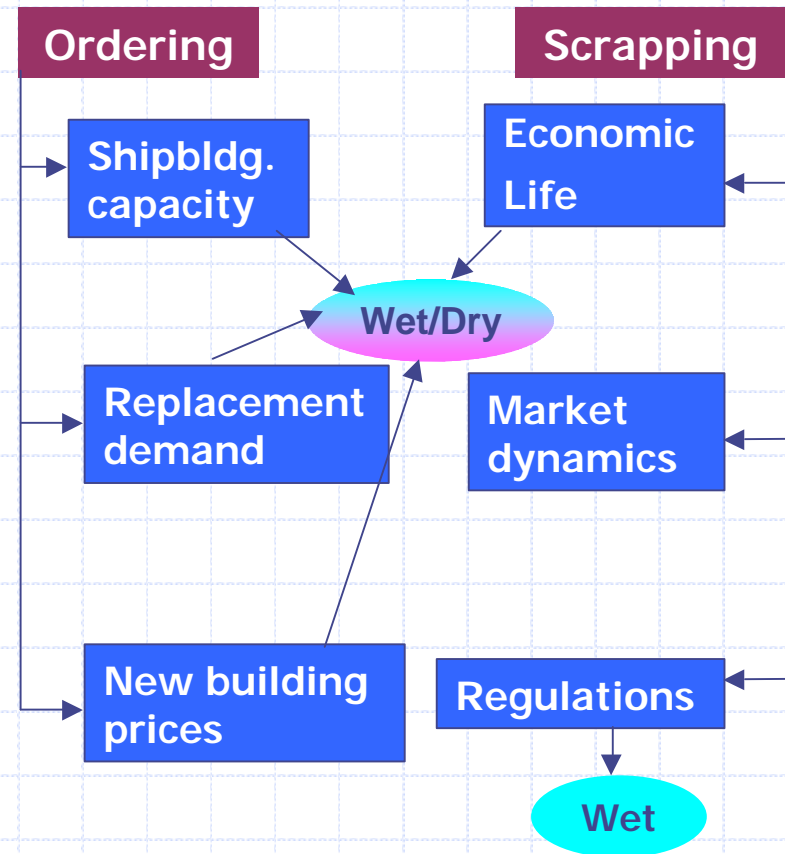 Ordering
Scrapping
Shipbldg.
capacity
Economic
Life
Wet/Dry
Replacement
demand
Market
dynamics
New building
prices
Regulations
Wet